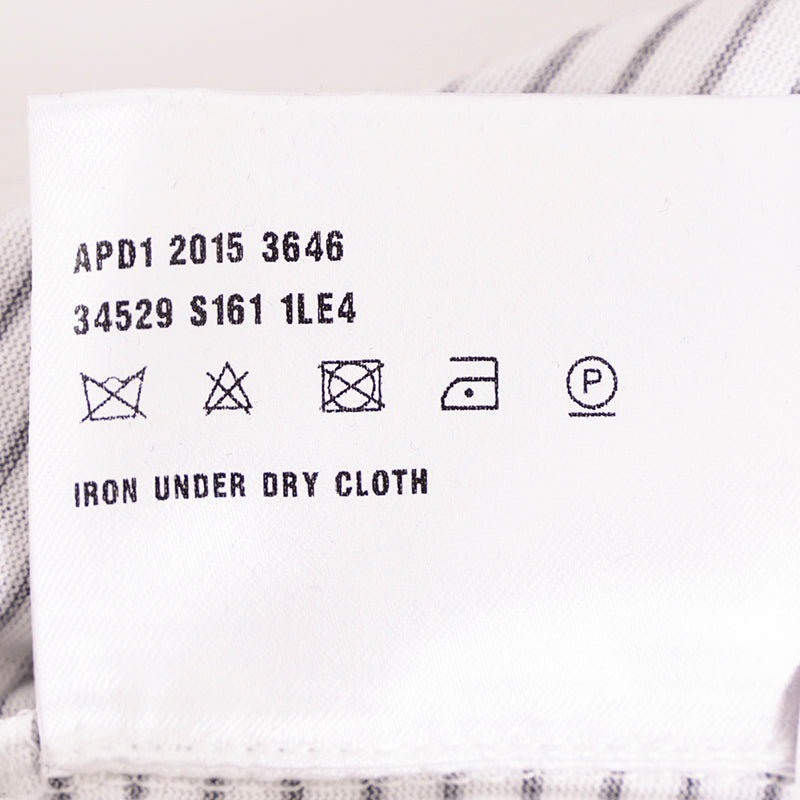 APD1 2015 3646
34529 S161 1LE4
P
IRON UNDER DRY CLOTH